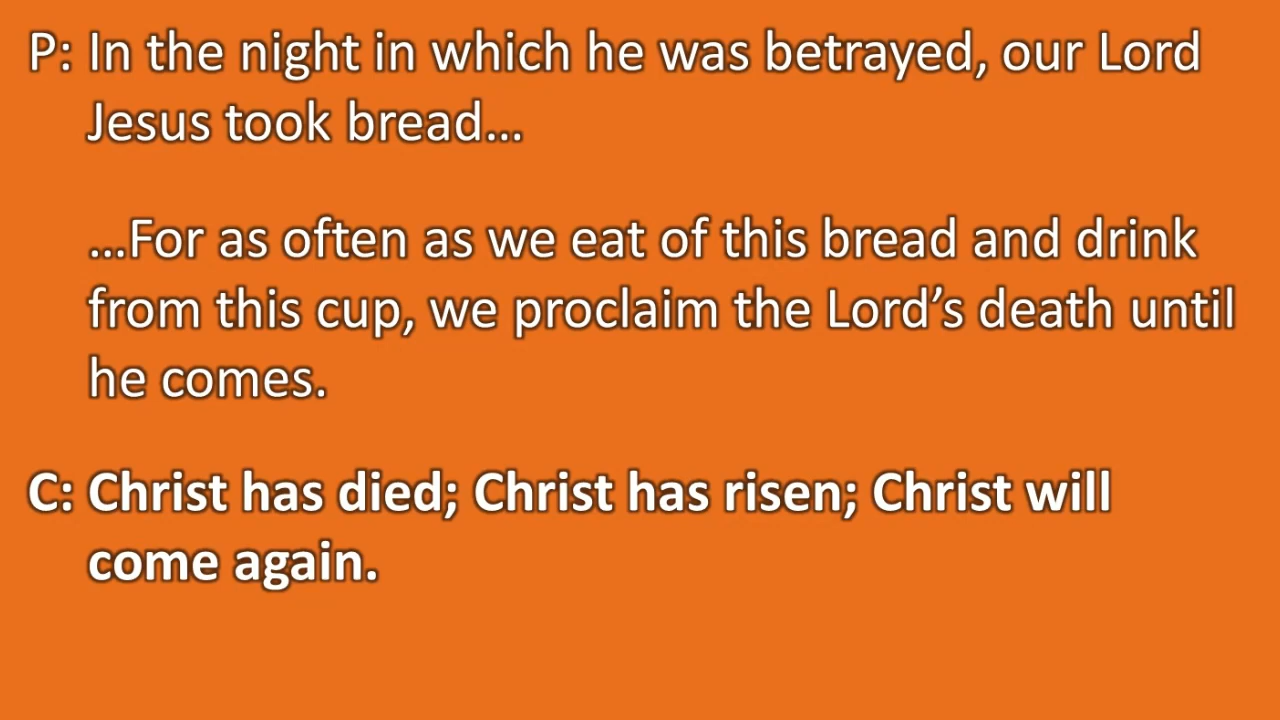 P: In the night in which he was betrayed, our Lord
Jesus took bread…
…For as often as we eat of this bread and drink
from this cup, we proclaim the Lord’s death until
he comes.
C: Christ has died; Christ has risen; Christ will
come again.